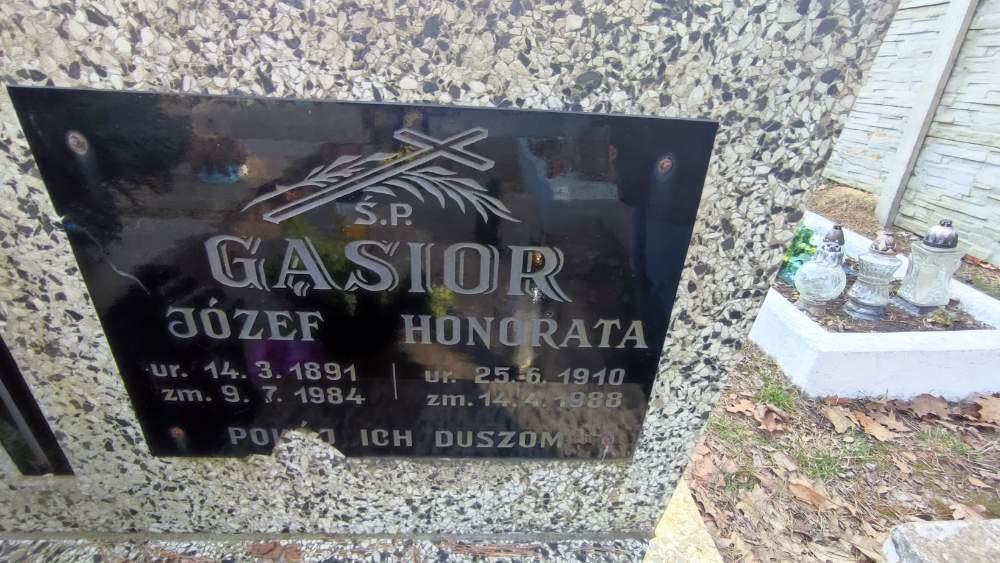 Ś.P.
GĄSIOR
JÓZEF HONORATA
ur. 14.3.1891 ur. 25.6.1910
zm. 9.7.1984 zm. 14.4.1988
POKÓJ ICH DUSZOM